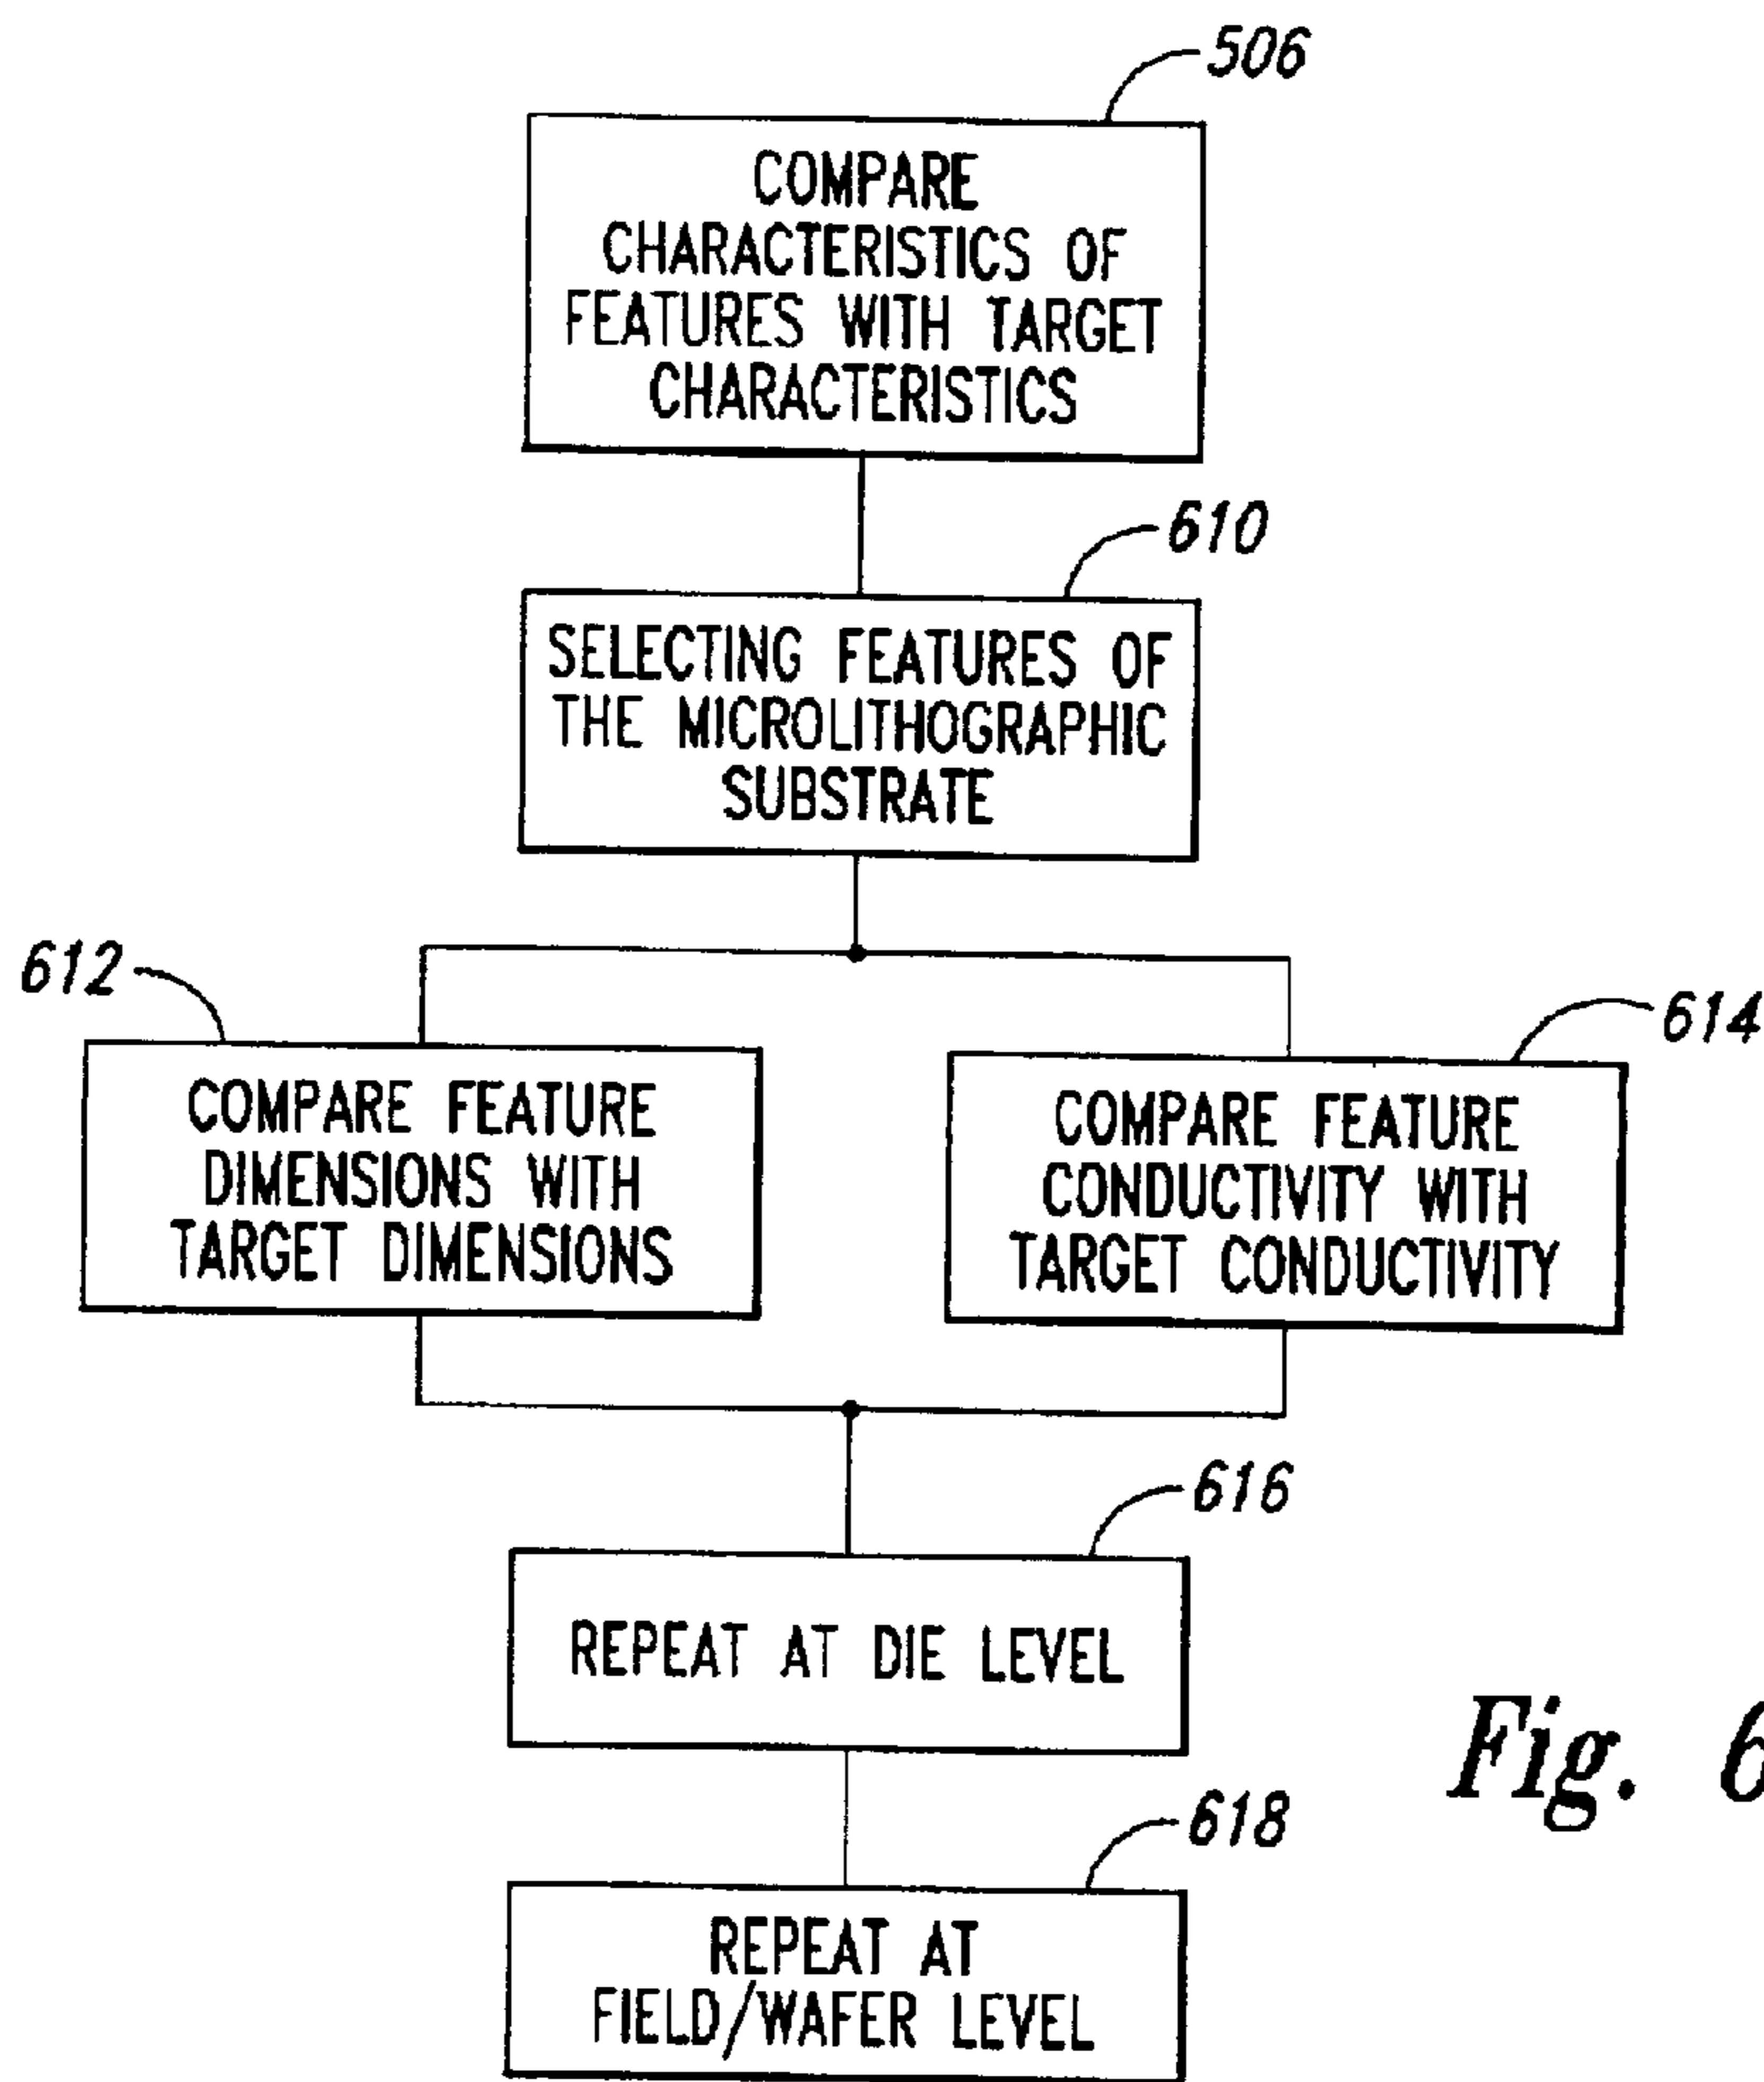 506
COMPARE
CHARACTERISTICS OF
FEATURES WITH TARGET
CHARACTERISTICS
610
SELECTING FEATURES OF
THE MICROLITHOGRAPHIC
SUBSTRATE
612
COMPARE FEATURE
DIMENSIONS WITH
TARGET DIMENSIONS
614
COMPARE FEATURE
CONDUCTIVITY WITH
TARGET CONDUCTIVITY
616
REPEAT AT DIE LEVEL
618
REPEAT AT
FIELD/WAFER LEVEL
Fig. 6